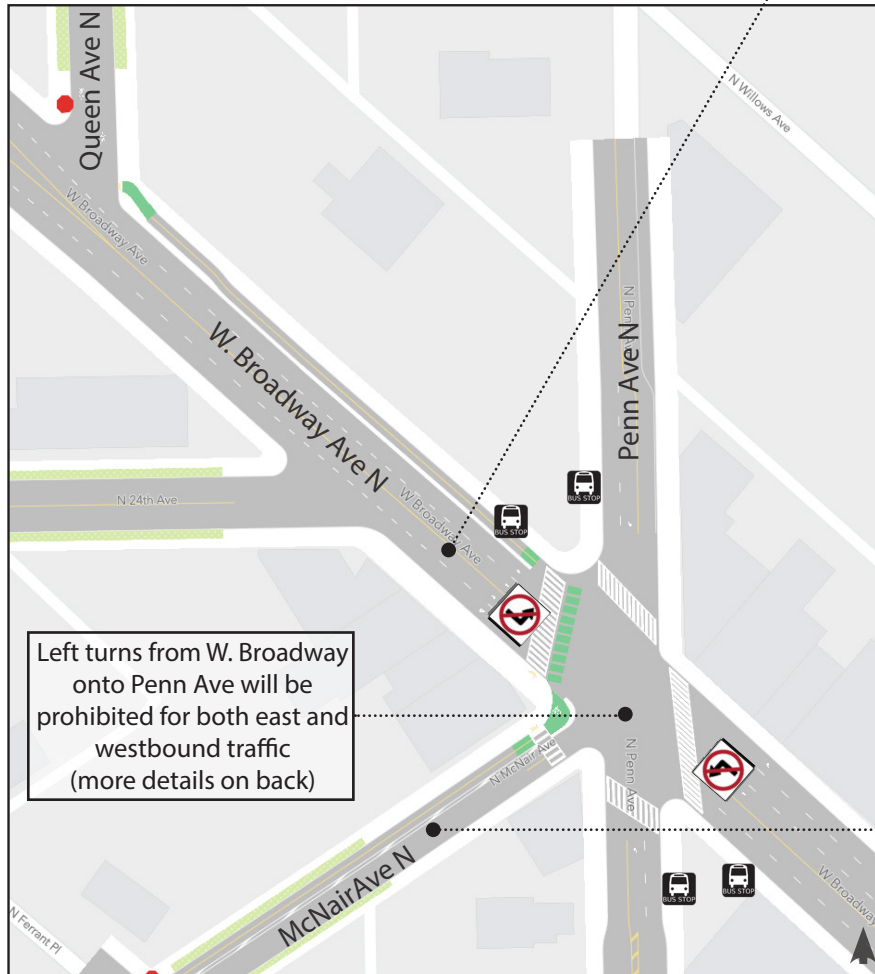 Queen Ave N
N Willows Ave
W Broadway Ave
N Penn Ave
Penn Ave N
W. Broadway Ave N
W Broadway Ave
N 24th Ave
BUS STOP
BUS STOP
Left turns from W. Broadway
onto Penn Ave will be
prohibited for both east and
westbound traffic
(more details on back)
N McNair Ave
N Penn Ave
McNairAve N
BUS STOP
BUS STOP
W Broadway
N Ferrant Pl